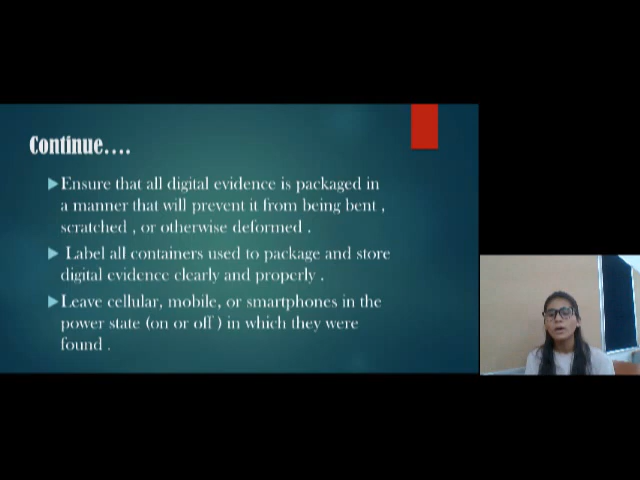 Continue....
Ensure that all digital evidence is packaged in
a manner that will prevent it from being bent ,
scratched , or otherwise deformed .
Label all containers used to package and store
digital evidence clearly and properly .
Leave cellular, mobile, or smartphones in the
power state (on or off ) in which they were
found .